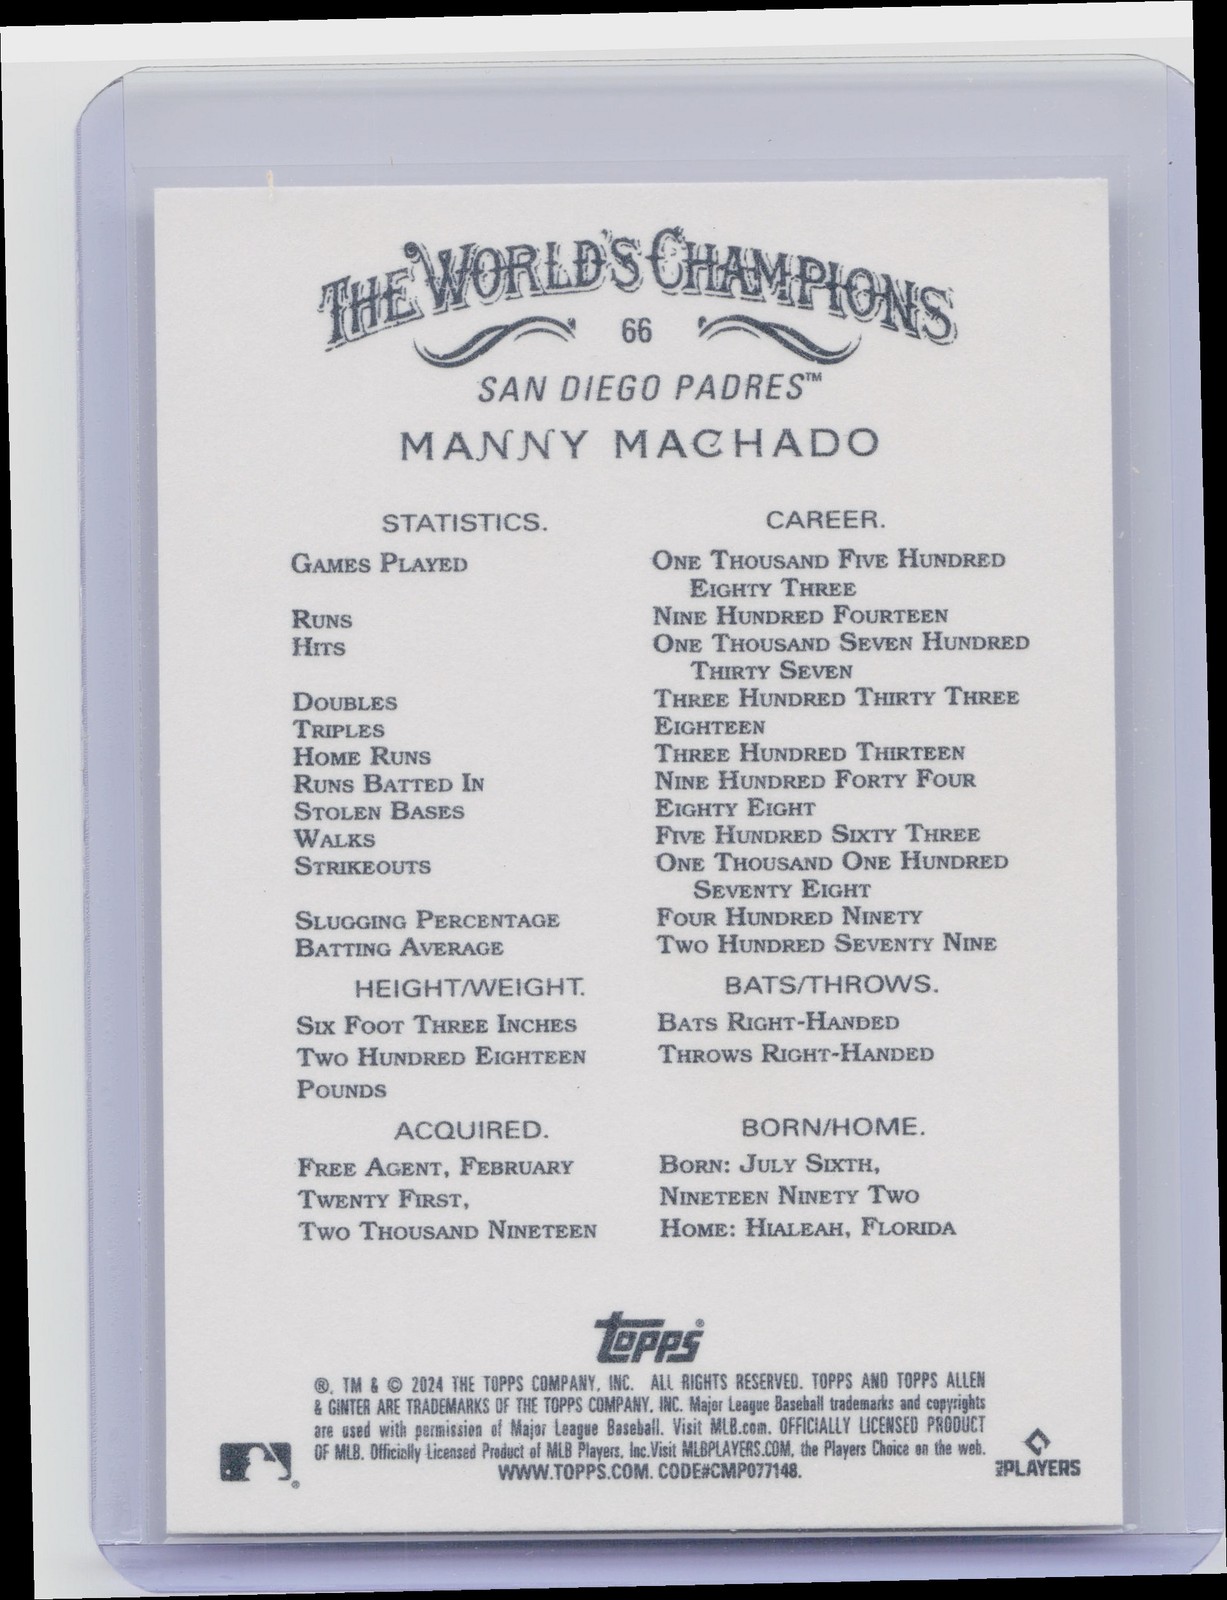 THE WORLD'S CHAMPIONS
66
SAN DIEGO PADRES™
MANNY MACHADO
STATISTICS. CAREER.
GAMES PLAYED ONE THOUSAND FIVE HUNDRED
EIGHTY THREE
RUNS NINE HUNDRED FOURTEEN
HITS ONE THOUSAND SEVEN HUNDRED
THIRTY SEVEN
DOUBLES THREE HUNDRED THIRTY THREE
TRIPLES EIGHTEEN
HOME RUNS THREE HUNDRED THIRTEEN
RUNS BATTED IN NINE HUNDRED FORTY FOUR
STOLEN BASES EIGHTY EIGHT
WALKS FIVE HUNDRED SIXTY THREE
STRIKEOUTS ONE THOUSAND ONE HUNDRED
SEVENTY EIGHT
SLUGGING PERCENTAGE FOUR HUNDRED NINETY
BATTING AVERAGE TWO HUNDRED SEVENTY NINE
HEIGHT/WEIGHT. BATS/THROWS.
SIX FOOT THREE INCHES BATS RIGHT-HANDED
TWO HUNDRED EIGHTEEN THROWS RIGHT-HANDED
POUNDS
ACQUIRED. BORN/HOME.
FREE AGENT, FEBRUARY BORN: JULY SIXTH,
TWENTY FIRST, NINETEEN NINETY TWO
TWO THOUSAND NINETEEN HOME: HIALEAH, FLORIDA
Topps®
®, TM & © 2024 THE TOPPS COMPANY, INC. ALL RIGHTS RESERVED. TOPPS AND TOPPS ALLEN
& GINTER ARE TRADEMARKS OF THE TOPPS COMPANY, INC. Major League Baseball trademarks and copyrights
are used with permission of Major League Baseball. Visit MLB.com. OFFICIALLY LICENSED PRODUCT
OF MLB. Officially Licensed Product of MLB Players, Inc.Visit MLBPLAYERS.COM, the Players Choice on the web.
WWW.TOPPS.COM. CODE#CMP077148.
MLB PLAYERS